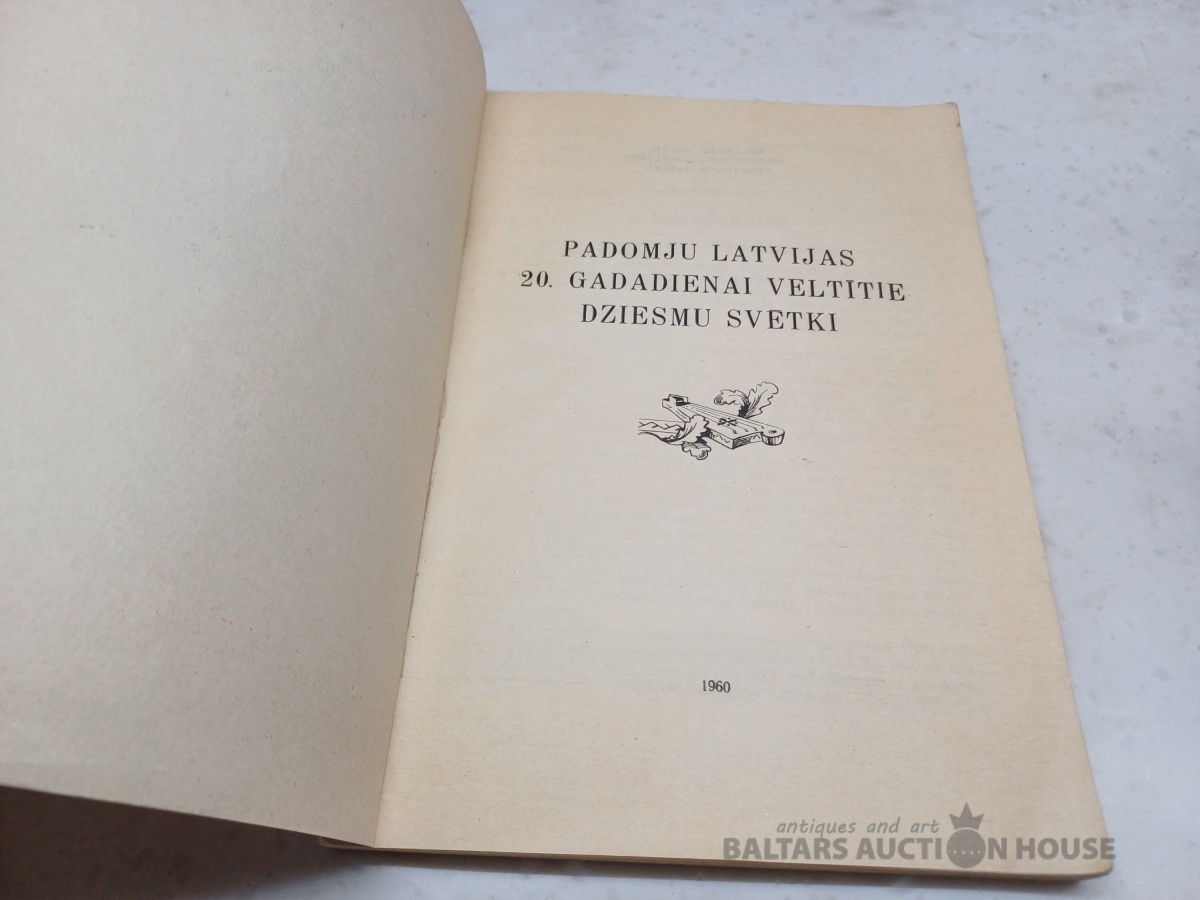 PADOMJU LATVIJAS
20. GADADIENAI VELTĪTIE
DZIESMU SVĒTKI
1960
antiques and art
BALTARS AUCTION HOUSE